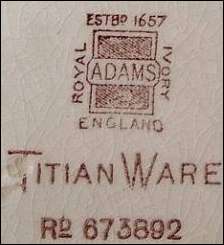 ESTBD 1657
ROYAL
ADAMS
IVORY
ENGLAND
TITIAN WARE
RD 673892